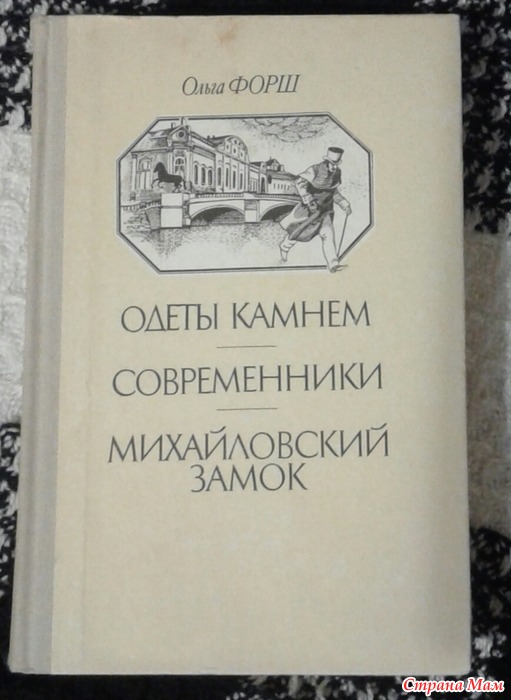 Ольга ФОРШ
ОДЕТЫ КАМНЕМ
СОВРЕМЕННИКИ
МИХАЙЛОВСКИЙ
ЗАМОК
Страна Мам